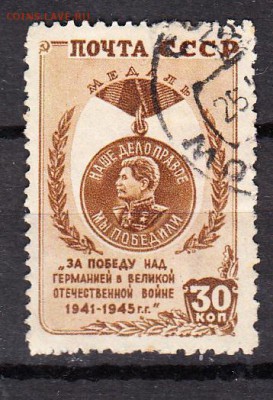 COINS.LAVE.RU
ПОЧТА СССР
МЕДАЛЬ
НАШЕ ДЕЛО ПРАВОЕ
МЫ ПОБЕДИЛИ
„ЗА ПОБЕДУ НАД
ГЕРМАНИЕЙ В ВЕЛИКОЙ
ОТЕЧЕСТВЕННОЙ ВОЙНЕ
1941-1945 г.г."
30
КОП